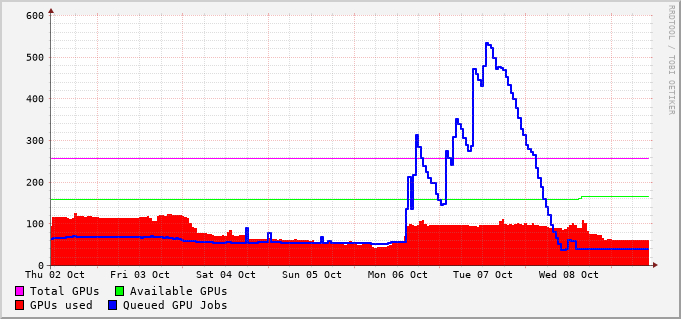 RRDTOOL / TOBI OETIKER
600
500
400
300
200
100
0
Thu 02 Oct Fri 03 Oct Sat 04 Oct Sun 05 Oct Mon 06 Oct Tue 07 Oct Wed 08 Oct
Total GPUs Available GPUs
GPUs used Queued GPU Jobs